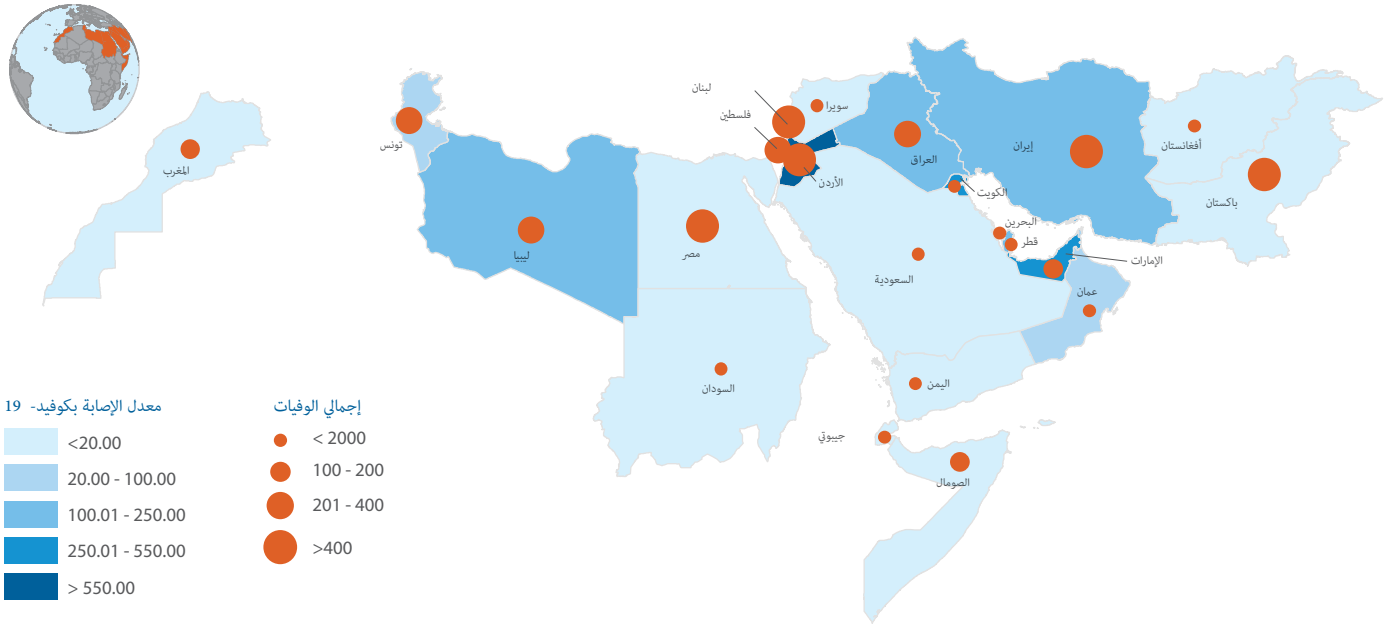 لبنان
سويرا
فلسطين
تونس
المغرب
العراق
إيران
أفغانستان
الأردن
الكويت
باكستان
البحرين
قطر
ليبيا
مصر
السعودية
الإمارات
عمان
السودان
اليمن
جيبوتي
الصومال
معدل الإصابة بكوفيد- 19
<20.00
20.00 - 100.00
100.01 - 250.00
250.01 - 550.00
> 550.00
إجمالي الوفيات
< 2000
100 - 200
201 - 400
>400